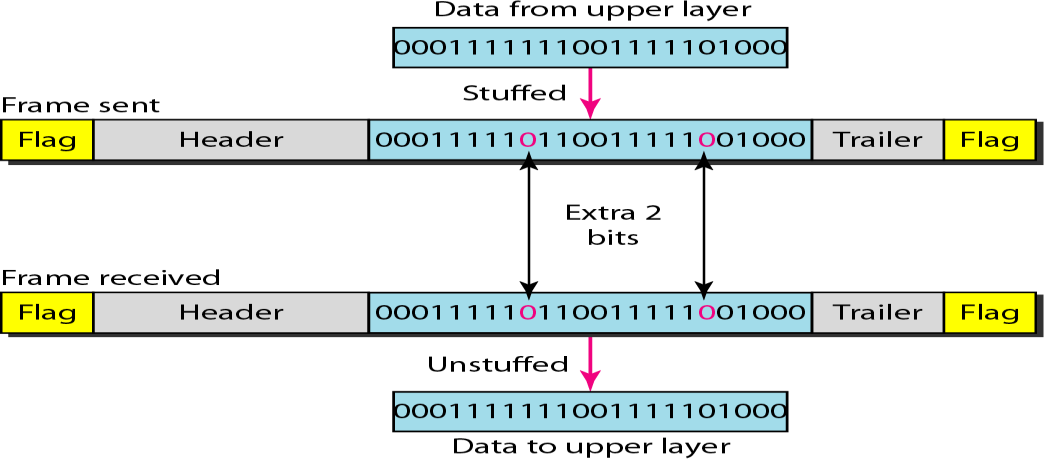 Data from upper layer
0001111111001111101000
Stuffed
Frame sent
Flag Header 000111110110011111001000 Trailer Flag
Extra 2
bits
Frame received
Flag Header 000111110110011111001000 Trailer Flag
Unstuffed
0001111111001111101000
Data to upper layer